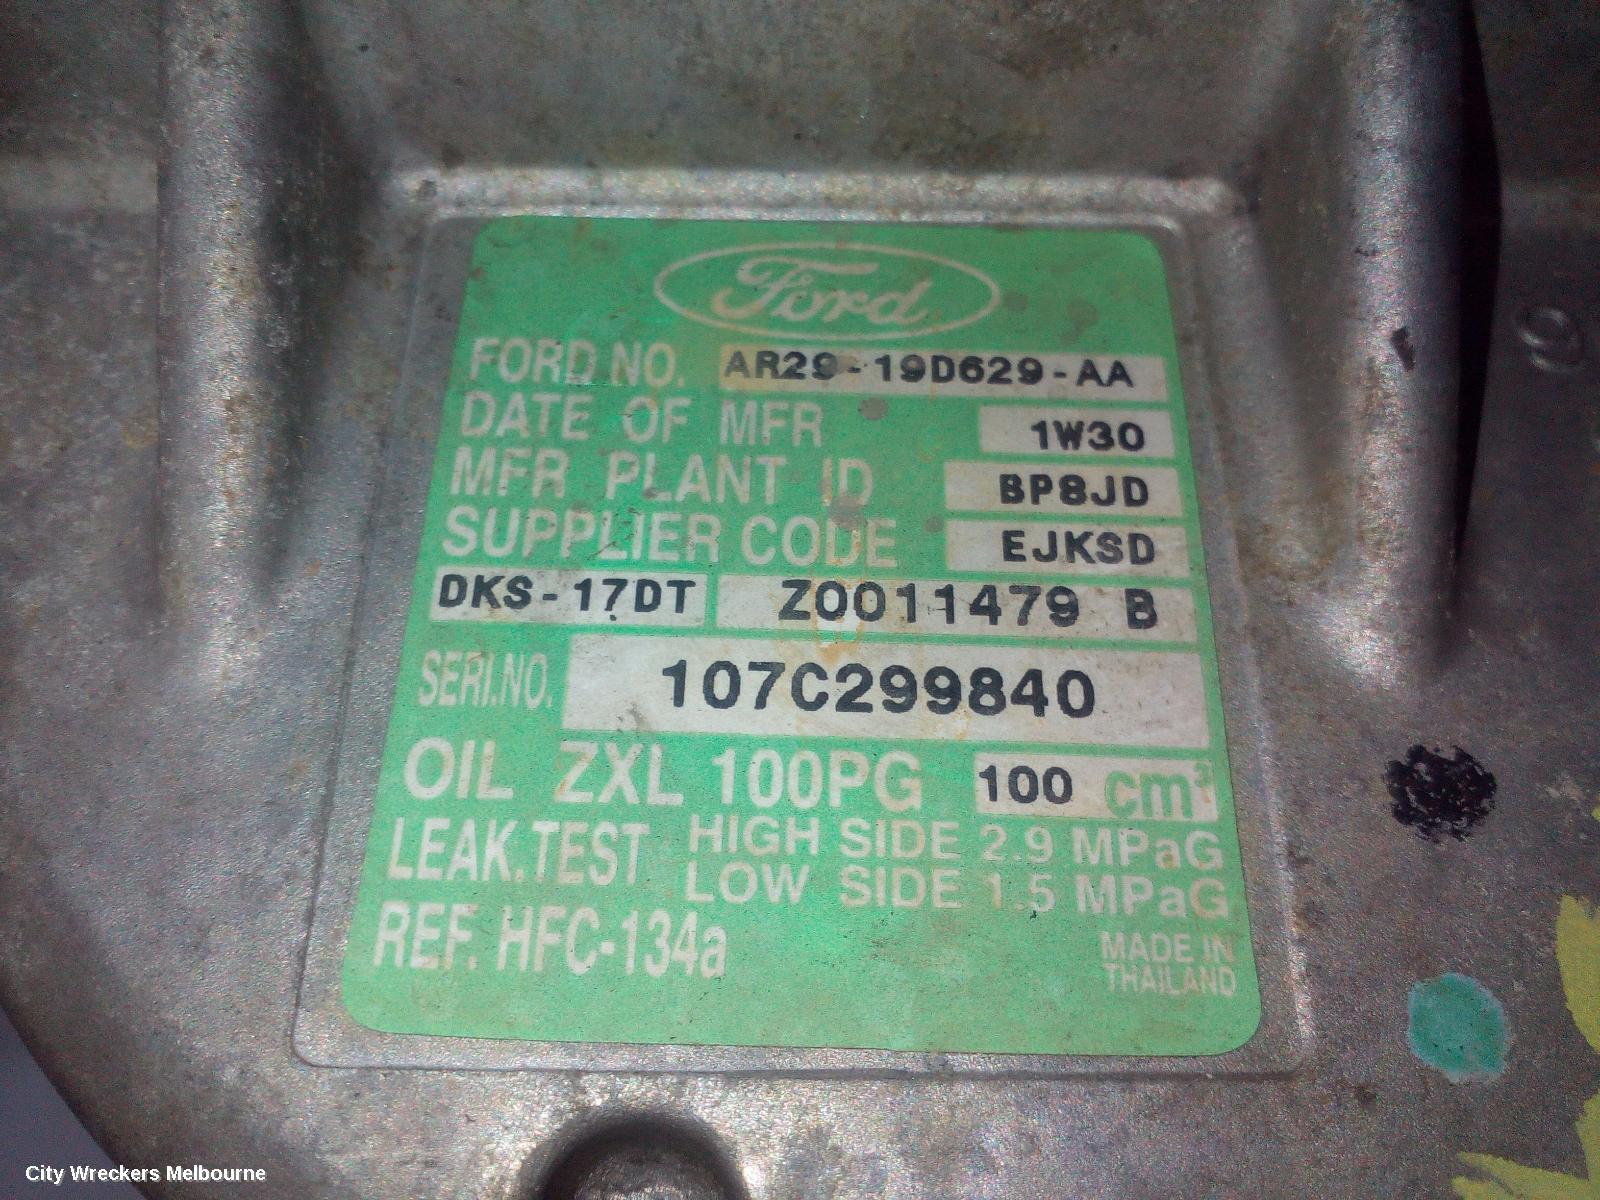 Ford
FORD NO. AR29-19D629-AA
DATE OF MFR 1W30
MFR PLANT ID BP8JD
SUPPLIER CODE EJKSD
DKS-17DT Z0011479 B
SERI.NO. 107C299840
OIL ZXL 100PG 100 cm³
LEAK.TEST HIGH SIDE 2.9 MPaG
LOW SIDE 1.5 MPaG
REF. HFC-134a
MADE IN
THAILAND
City Wreckers Melbourne